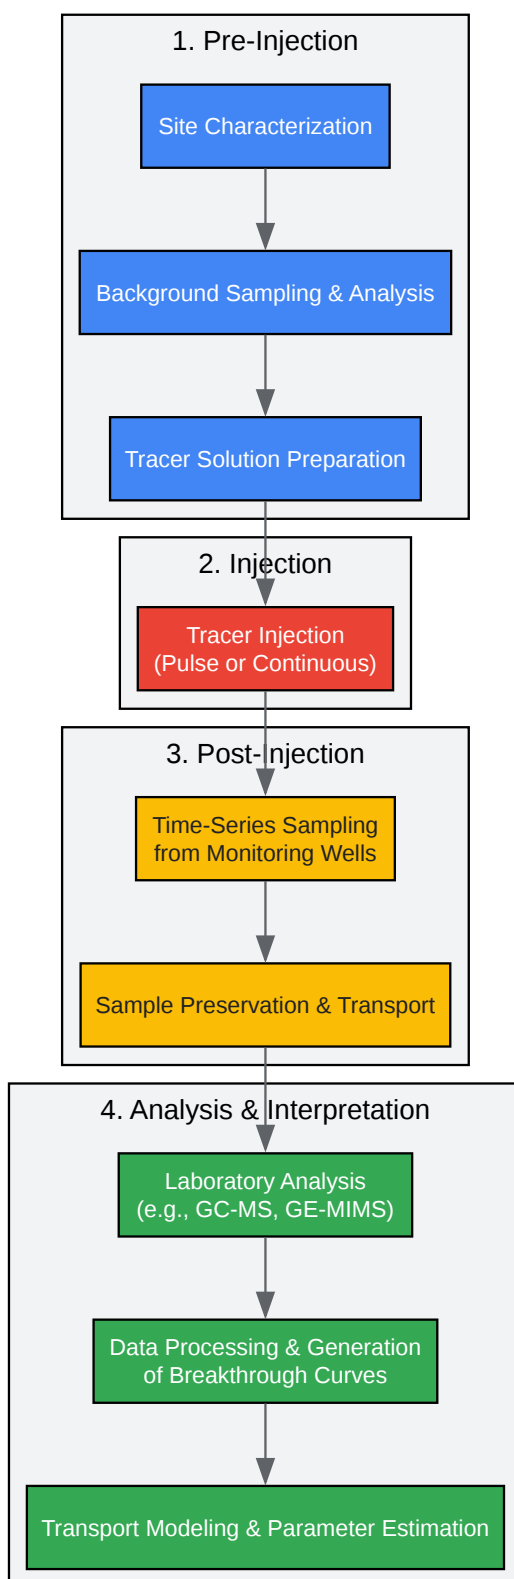 1. Pre-Injection
Site Characterization
Background Sampling & Analysis
Tracer Solution Preparation
2. Injection
Tracer Injection
(Pulse or Continuous)
3. Post-Injection
Time-Series Sampling
from Monitoring Wells
Sample Preservation & Transport
4. Analysis & Interpretation
Laboratory Analysis
(e.g., GC-MS, GE-MIMS)
Data Processing & Generation
of Breakthrough Curves
Transport Modeling & Parameter Estimation